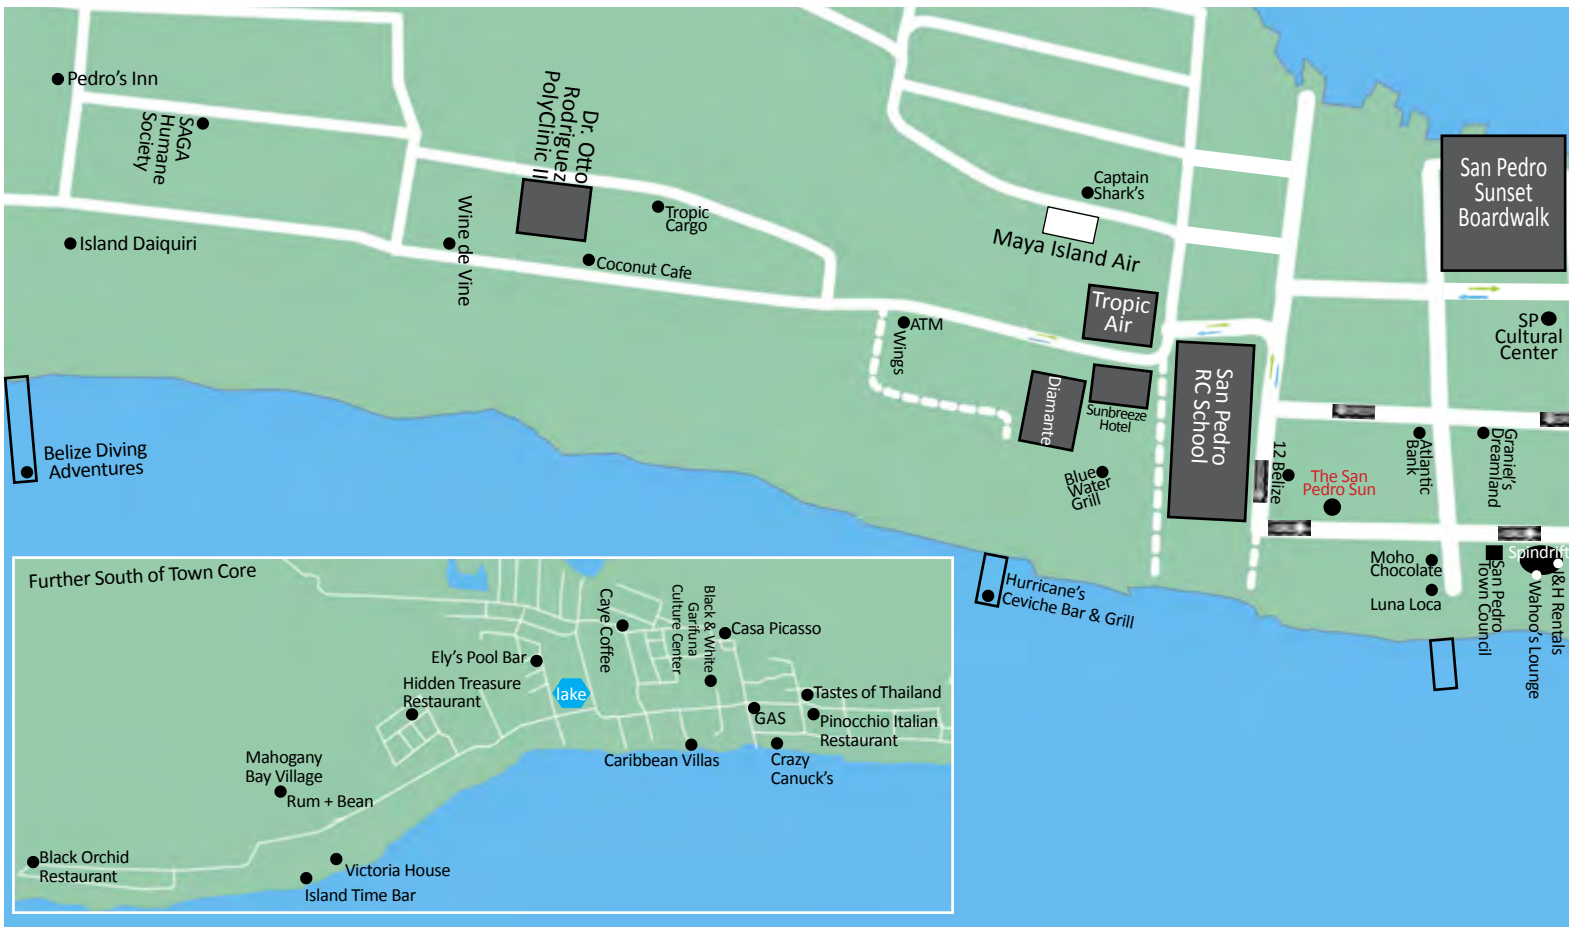 Pedro's Inn
SAGA
Humane
Society
Island Daiquiri
Dr. Otto
Rodriguez
PolyClinic II
Wine de Vine
Tropic
Cargo
Coconut Cafe
Captain
Shark's
Maya Island Air
Tropic
Air
ATM
Wings
Diamante
Sunbreeze
Hotel
Blue
Water
Grill
San Pedro
RC School
San Pedro
Sunset
Boardwalk
SP
Cultural
Center
12 Belize
The San
Pedro Sun
Atlantic
Bank
Graniel's
Dreamland
Moho
Chocolate
Luna Loca
San Pedro
Town Council
Spindrift
J&H Rentals
Wahoo's Lounge
Belize Diving
Adventures
Hurricane's
Ceviche Bar & Grill
Further South of Town Core
Caye Coffee
Black & White
Garifuna
Culture Center
Casa Picasso
Ely's Pool Bar
lake
Hidden Treasure
Restaurant
Tastes of Thailand
GAS
Pinocchio Italian
Restaurant
Caribbean Villas
Crazy
Canuck's
Mahogany
Bay Village
Rum + Bean
Black Orchid
Restaurant
Victoria House
Island Time Bar